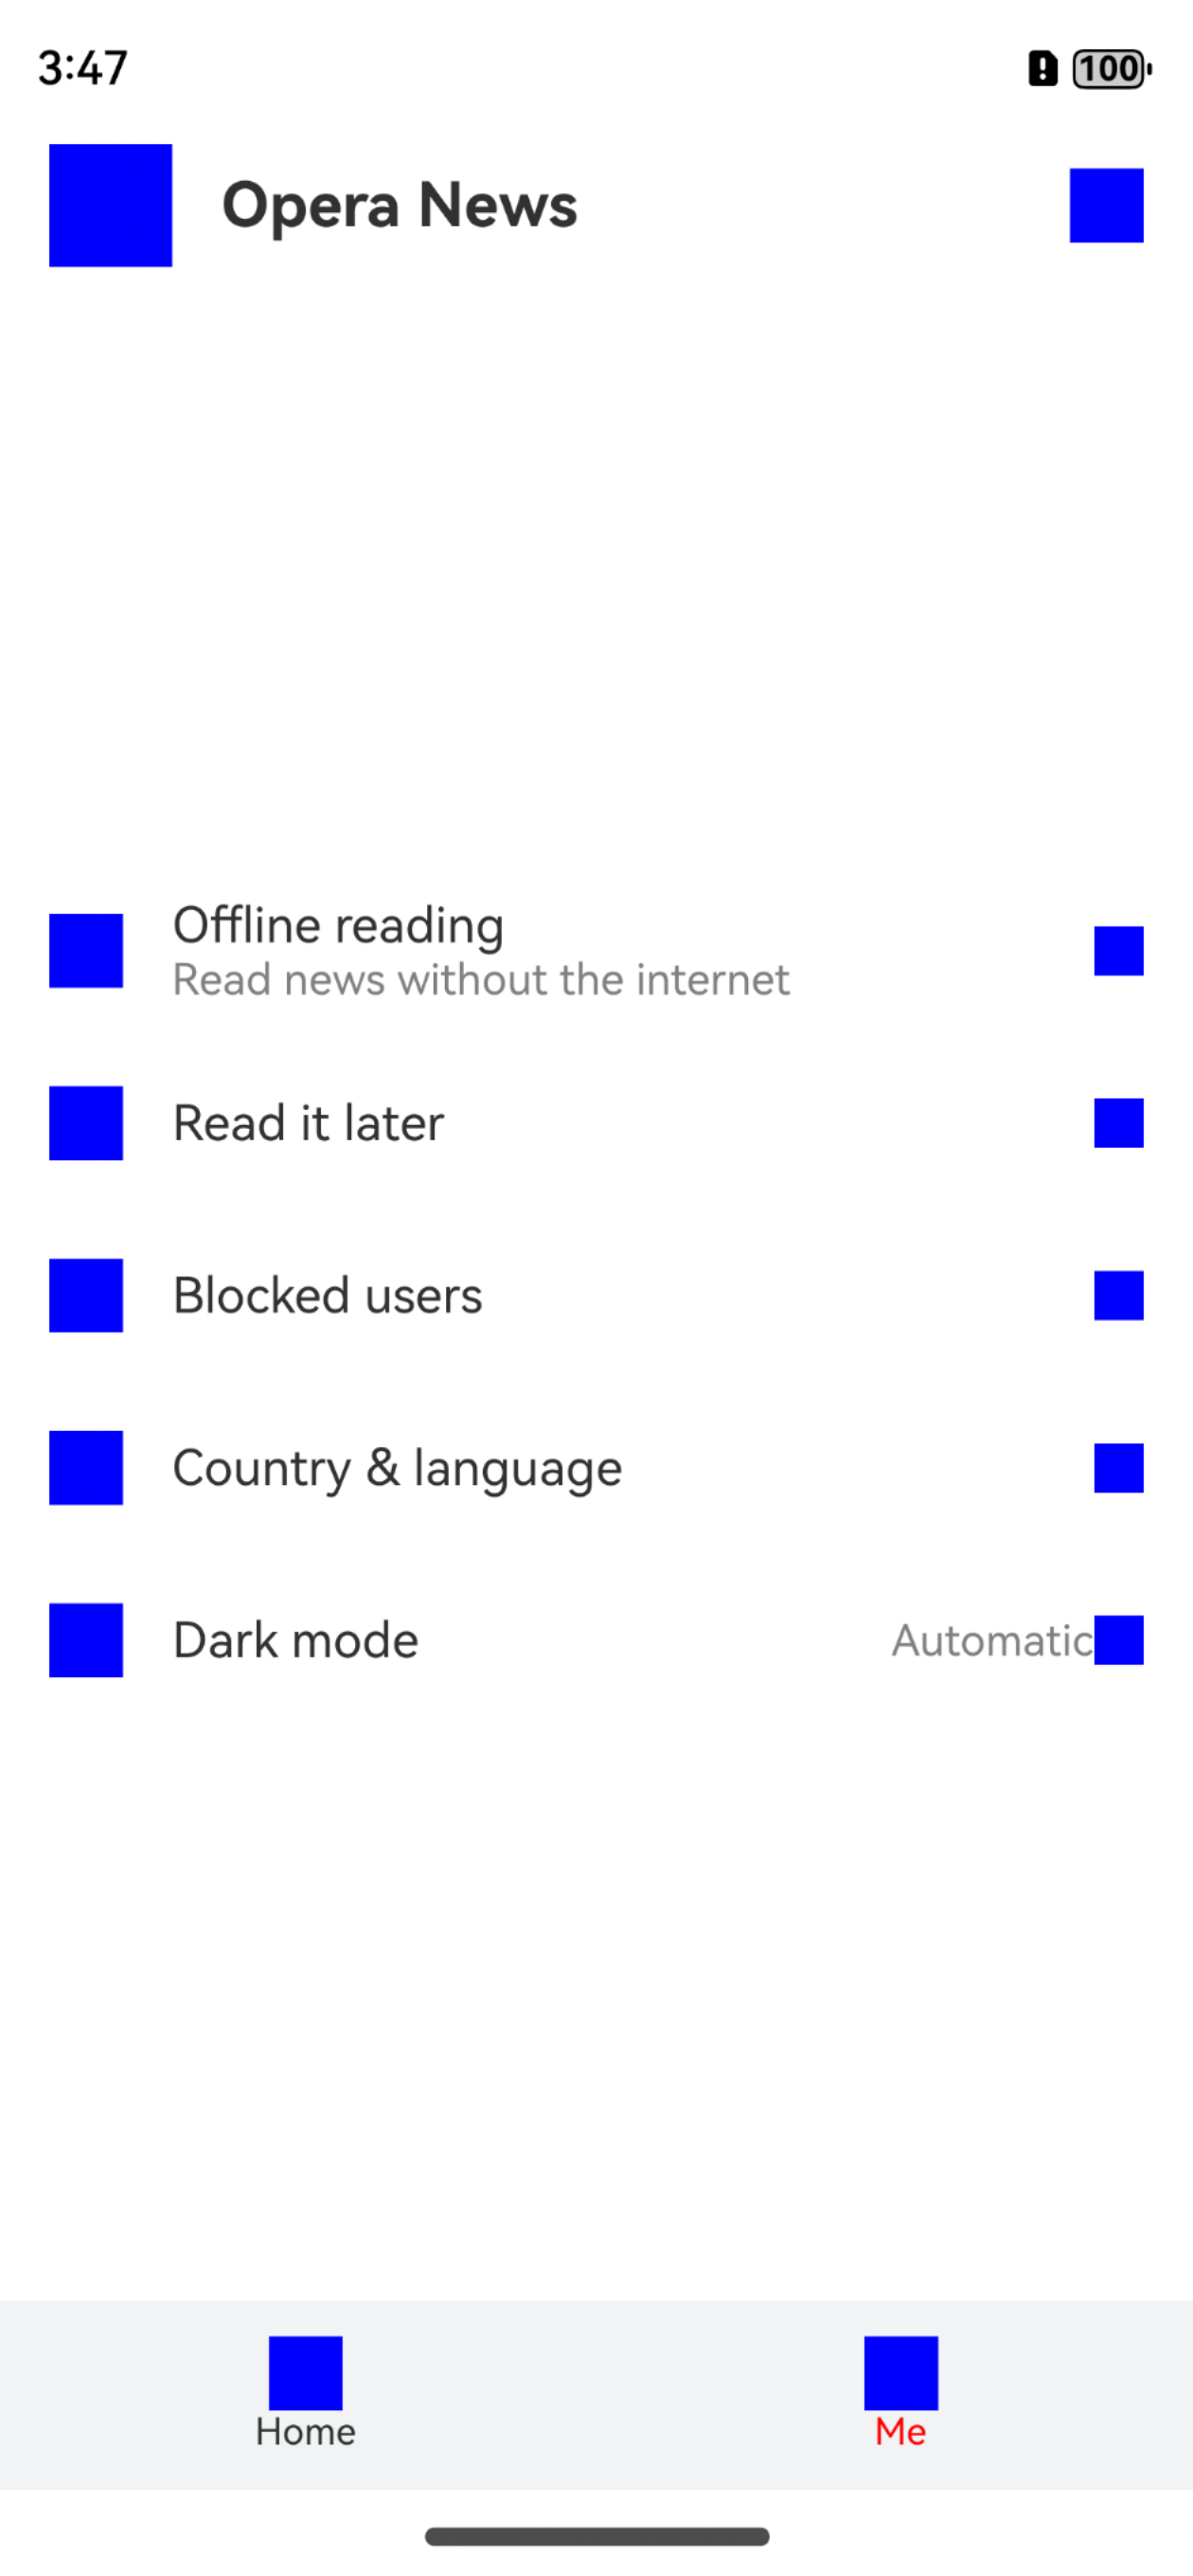 3:47
100
Opera News
Offline reading
Read news without the internet
Read it later
Blocked users
Country & language
Dark mode
Automatic
Home
Me